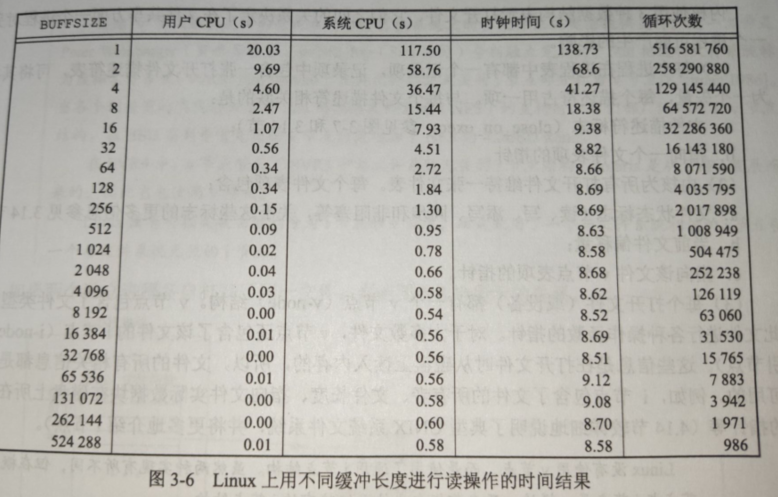 BUFFSIZE 用户 CPU（s） 系统 CPU（s） 时钟时间（s） 循环次数
1 20.03 117.50 138.73 516 581 760
2 9.69 58.76 68.6 258 290 880
4 4.60 36.47 41.27 129 145 440
8 2.47 15.44 18.38 64 572 720
16 1.07 7.93 9.38 32 286 360
32 0.56 4.51 8.82 16 143 180
64 0.34 2.72 8.66 8 071 590
128 0.34 1.84 8.69 4 035 795
256 0.15 1.30 8.69 2 017 898
512 0.09 0.95 8.63 1 008 949
1 024 0.02 0.78 8.58 504 475
2 048 0.04 0.66 8.68 252 238
4 096 0.03 0.58 8.62 126 119
8 192 0.00 0.54 8.52 63 060
16 384 0.01 0.56 8.69 31 530
32 768 0.00 0.56 8.51 15 765
65 536 0.01 0.56 9.12 7 883
131 072 0.00 0.58 9.08 3 942
262 144 0.00 0.60 8.70 1 971
524 288 0.01 0.58 8.58 986
图 3-6 Linux 上用不同缓冲长度进行读操作的时间结果